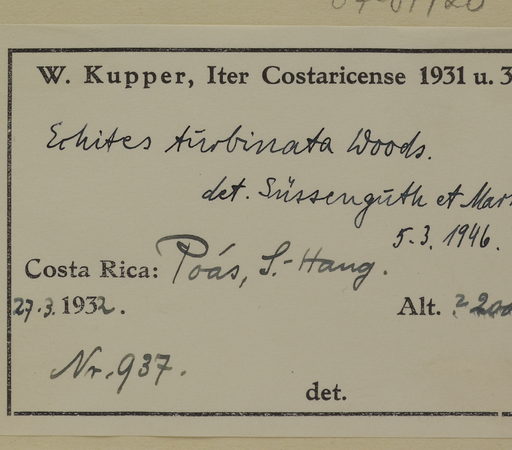 W. Kupper, Iter Costaricense 1931 u. 3
Echites turbinata Woods.
det. Süssenguth et Mar
5.3. 1946.
Costa Rica: Poás, S.-Hang.
27.3. 1932. Alt. ? 200
Nr. 937.
det.